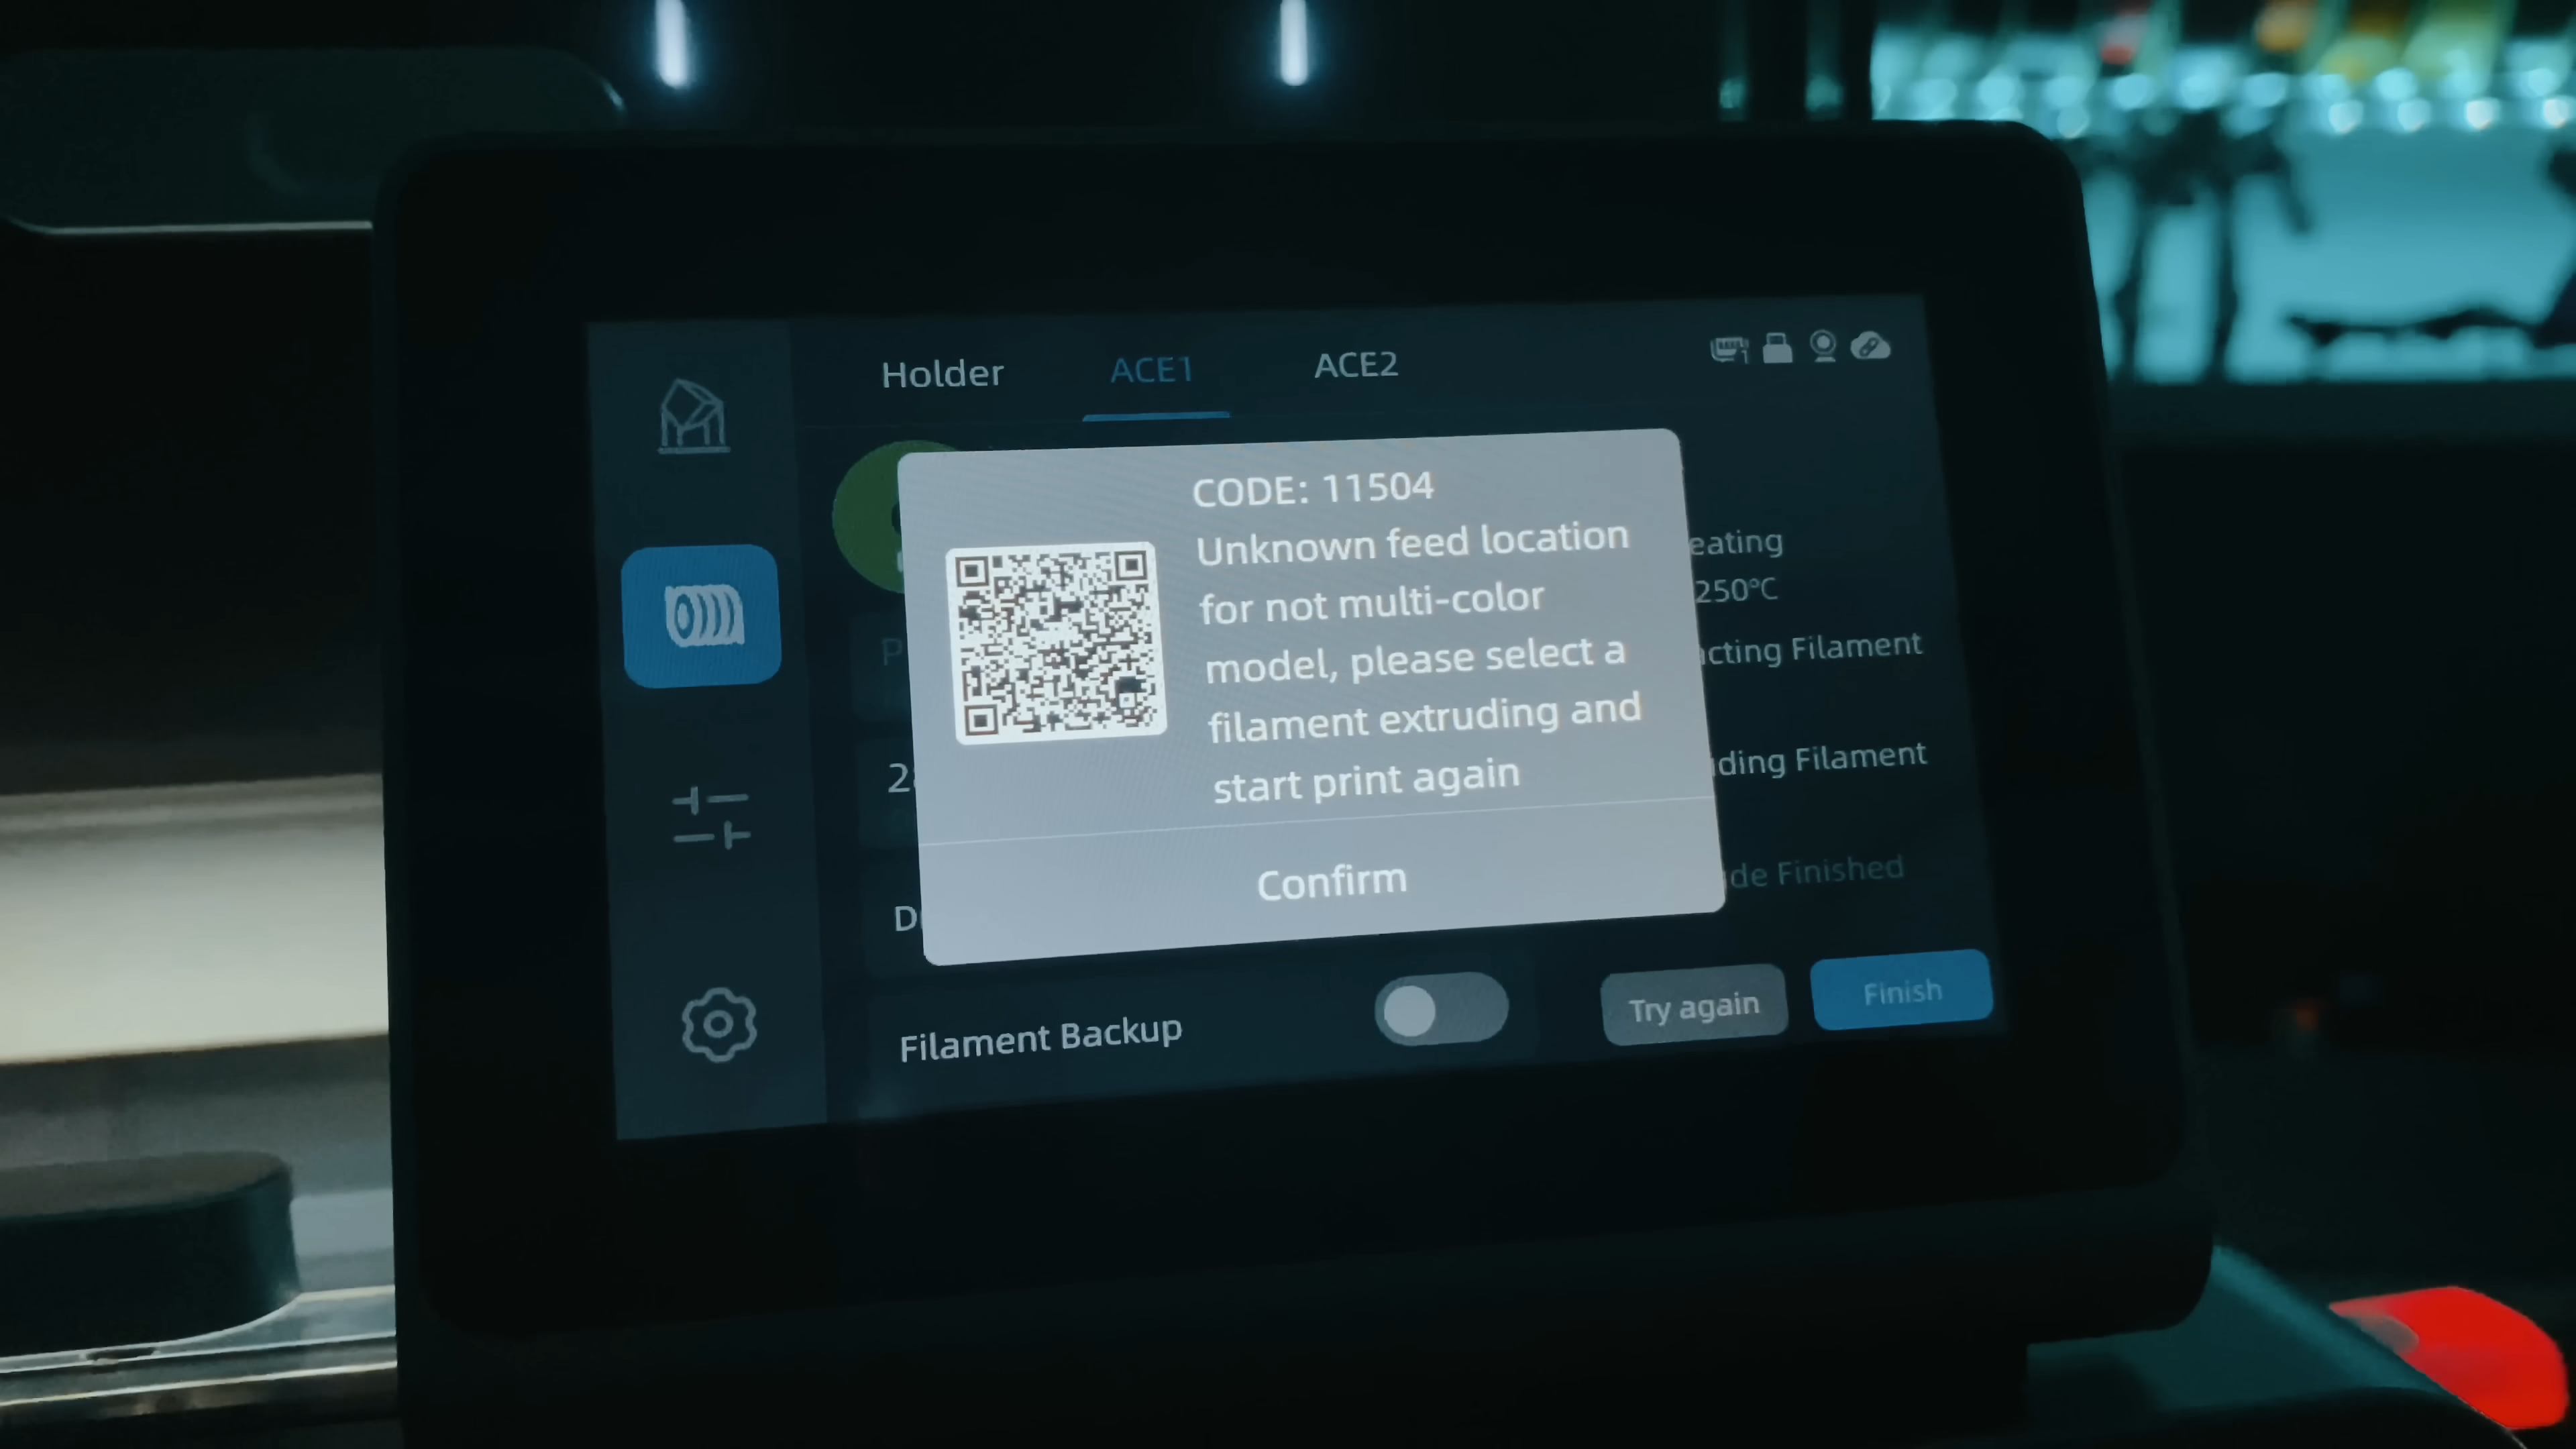 Holder ACE1 ACE2
CODE: 11504
Unknown feed location
for not multi-color
model, please select a
filament extruding and
start print again
Confirm
eating
250°C
cting Filament
ding Filament
de Finished
P
2
D
Filament Backup
Try again
Finish